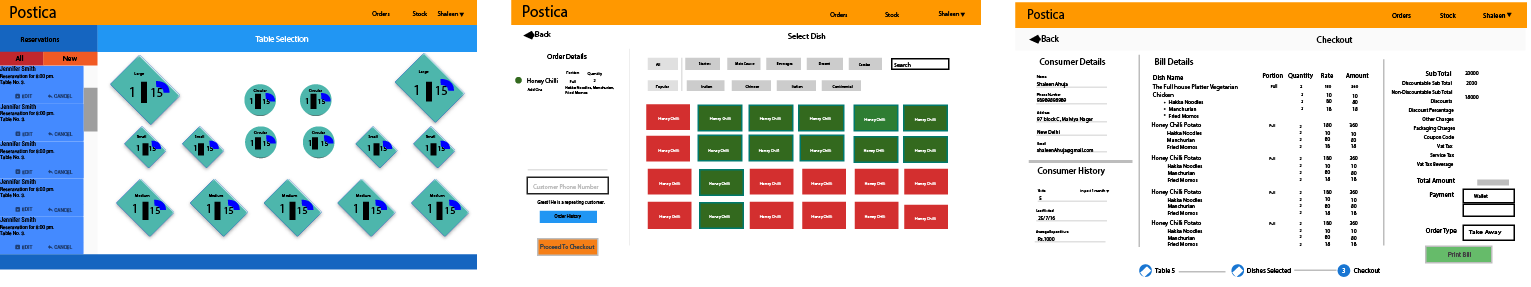 Postica
Orders Stock Shaleen ▾
Reservations
Table Selection
All New
Jennifer Smith
Reservation for 8:00 pm.
Table No. 5.
EDIT CANCEL
Jennifer Smith
Reservation for 8:00 pm.
Table No. 5.
EDIT CANCEL
Jennifer Smith
Reservation for 8:00 pm.
Table No. 5.
EDIT CANCEL
Jennifer Smith
Reservation for 8:00 pm.
Table No. 5.
EDIT CANCEL
Jennifer Smith
Reservation for 8:00 pm.
Table No. 5.
EDIT CANCEL
Large Large
1 15 1 15
Circular Circular
1 15 1 15
Small Small Circular Circular Small Small
1 15 1 15 1 15 1 15 1 15 1 15
Medium Medium Medium Medium Medium
1 15 1 15 1 15 1 15 1 15
Postica
Orders Stock Shaleen ▾
Back
Select Dish
Order Details
Portion Quantity
Honey Chilli Full 2
Add Ons Hakka Noodles, Manchurian,
Fried Momos
Customer Phone Number
Great! He is a repeating customer.
Order History
Proceed To Checkout
All Starters Main Course Beverages Dessert Combo Search
Popular Indian Chinese Italian Continental
Honey Chilli Honey Chilli Honey Chilli Honey Chilli Honey Chilli Honey Chilli
Honey Chilli Honey Chilli Honey Chilli Honey Chilli Honey Chilli Honey Chilli
Honey Chilli Honey Chilli Honey Chilli Honey Chilli Honey Chilli Honey Chilli
Honey Chilli Honey Chilli Honey Chilli Honey Chilli Honey Chilli Honey Chilli
Postica
Orders Stock Shaleen ▾
Back
Checkout
Consumer Details
Name
Shaleen Ahuja
Phone Number
Address
97 block C, Malviya Nagar
New Delhi
Email
shaleenAhuja@gmail.com
Consumer History
Visits
5
Last Visited
25/7/16
Average Expenditure
Rs.1000
Bill Details
Dish Name Portion Quantity Rate Amount
The Full house Platter Vegetarian Full 2 180 360
Chicken 2 10 10
• Hakka Noodles 2 80 80
• Manchurian 2 18 18
• Fried Momos
Honey Chilli Potato Full 2 180 360
Hakka Noodles 2 10 10
Manchurian 2 80 80
Fried Momos 2 18 18
Honey Chilli Potato Full 2 180 360
Hakka Noodles 2 10 10
Manchurian 2 80 80
Fried Momos 2 18 18
Honey Chilli Potato Full 2 180 360
Hakka Noodles 2 10 10
Manchurian 2 80 80
Fried Momos 2 18 18
Honey Chilli Potato Full 2 180 360
Hakka Noodles 2 10 10
Manchurian 2 80 80
Fried Momos 2 18 18
Sub Total 20000
Discountable Sub Total 2000
Non-Discountable Sub Total 18000
Discounts
Discount Percentage
Other Charges
Packaging Charges
Coupon Code
Vat Tax
Service Tax
Vat Tax Beverage
Total Amount
Payment Wallet
Order Type Take Away
Print Bill
Table 5 Dishes Selected 3 Checkout